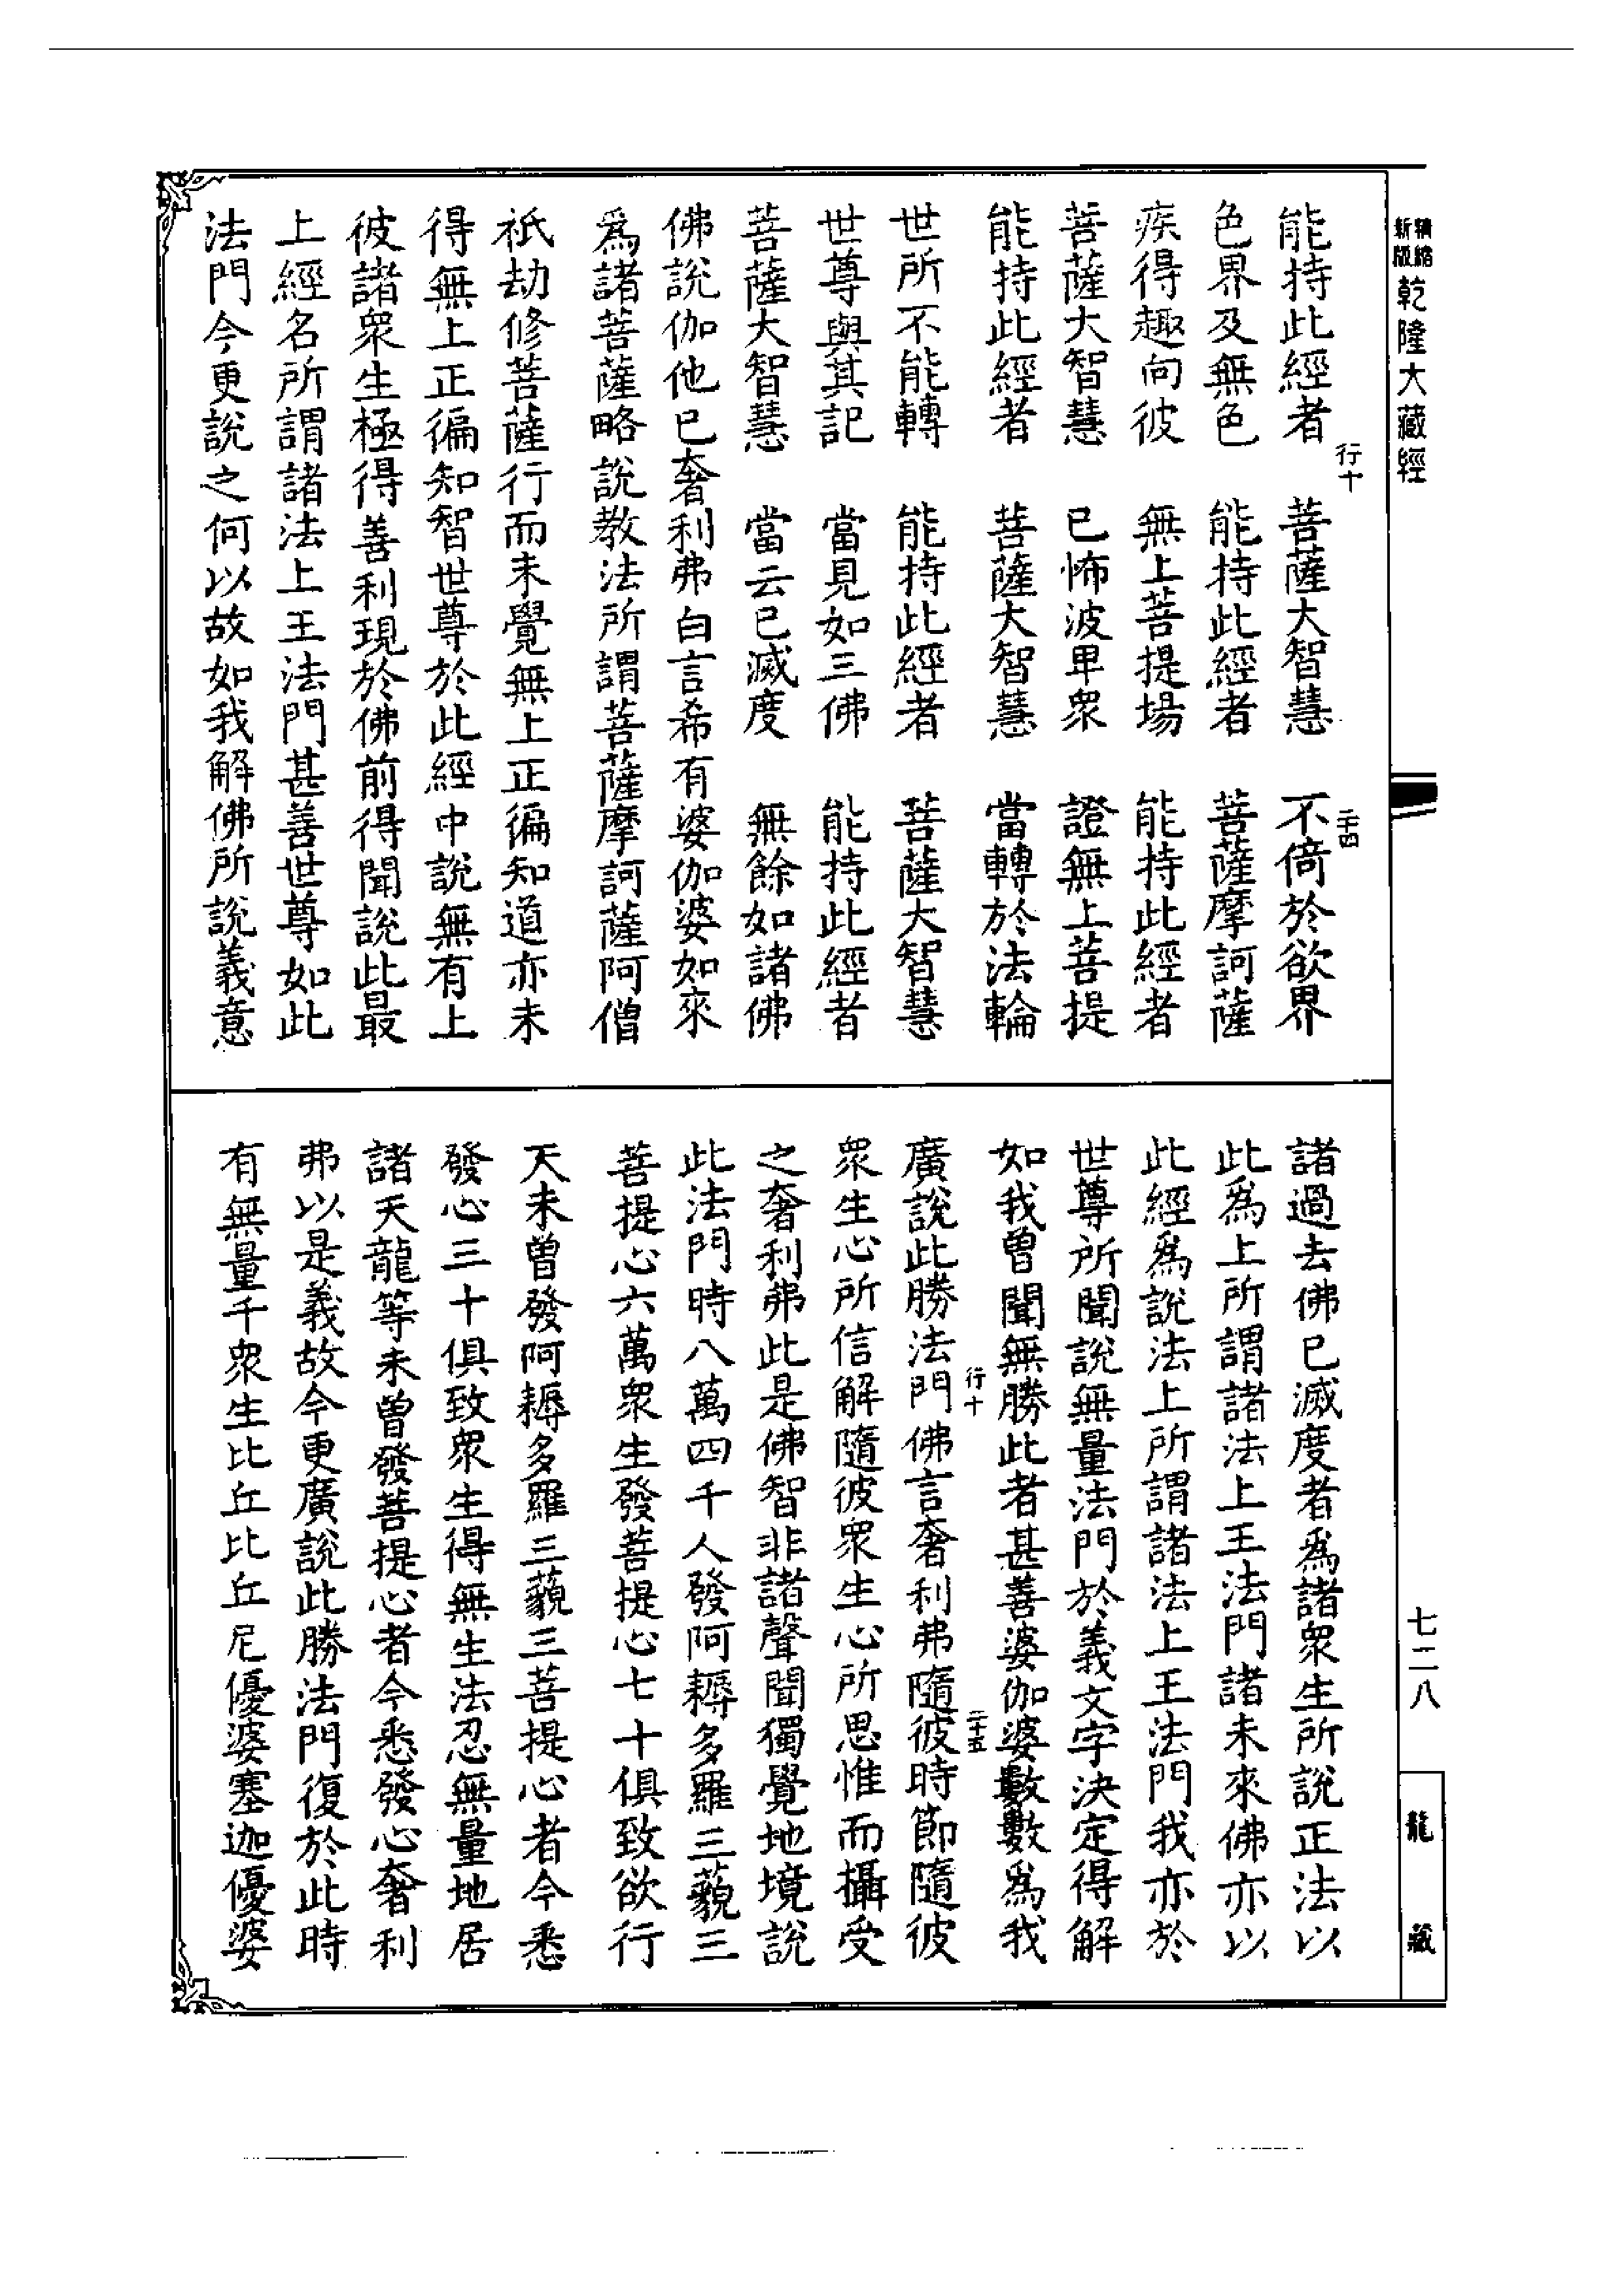 精縮新版 乾隆大藏經
七二八
龍藏
能持此經者 菩薩大智慧 不倚於欲界
行十 二十四
色界及無色 能持此經者 菩薩摩訶薩
疾得趣向彼 無上菩提場 能持此經者
菩薩大智慧 已怖波卑衆 證無上菩提
能持此經者 菩薩大智慧 當轉於法輪
世所不能轉 能持此經者 菩薩大智慧
世尊與其記 當見如三佛 能持此經者
菩薩大智慧 當云已滅度 無餘如諸佛
佛說伽他已奢利弗白言希有婆伽婆如來
爲諸菩薩略說教法所謂菩薩摩訶薩阿僧
祇劫修菩薩行而未覺無上正徧知道亦未
得無上正徧知智世尊於此經中說無有上
彼諸衆生極得善利現於佛前得聞說此最
上經名所謂諸法上王法門甚善世尊如此
法門今更說之何以故如我解佛所說義意
諸過去佛已滅度者爲諸衆生所說正法以
此爲上所謂諸法上王法門諸未來佛亦以
此經爲說法上所謂諸法上王法門我亦於
世尊所聞說無量法門於義文字決定得解
如我曾聞無勝此者甚善婆伽婆數數爲我
行十 二十五
廣說此勝法門佛言奢利弗隨彼時節隨彼
衆生心所信解隨彼衆生心所思惟而攝受
之奢利弗此是佛智非諸聲聞獨覺地境說
此法門時八萬四千人發阿耨多羅三藐三
菩提心六萬衆生發菩提心七十俱致欲行
天未曾發阿耨多羅三藐三菩提心者今悉
發心三十俱致衆生得無生法忍無量地居
諸天龍等未曾發菩提心者今悉發心奢利
弗以是義故今更廣說此勝法門復於此時
有無量千衆生比丘比丘尼優婆塞迦優婆